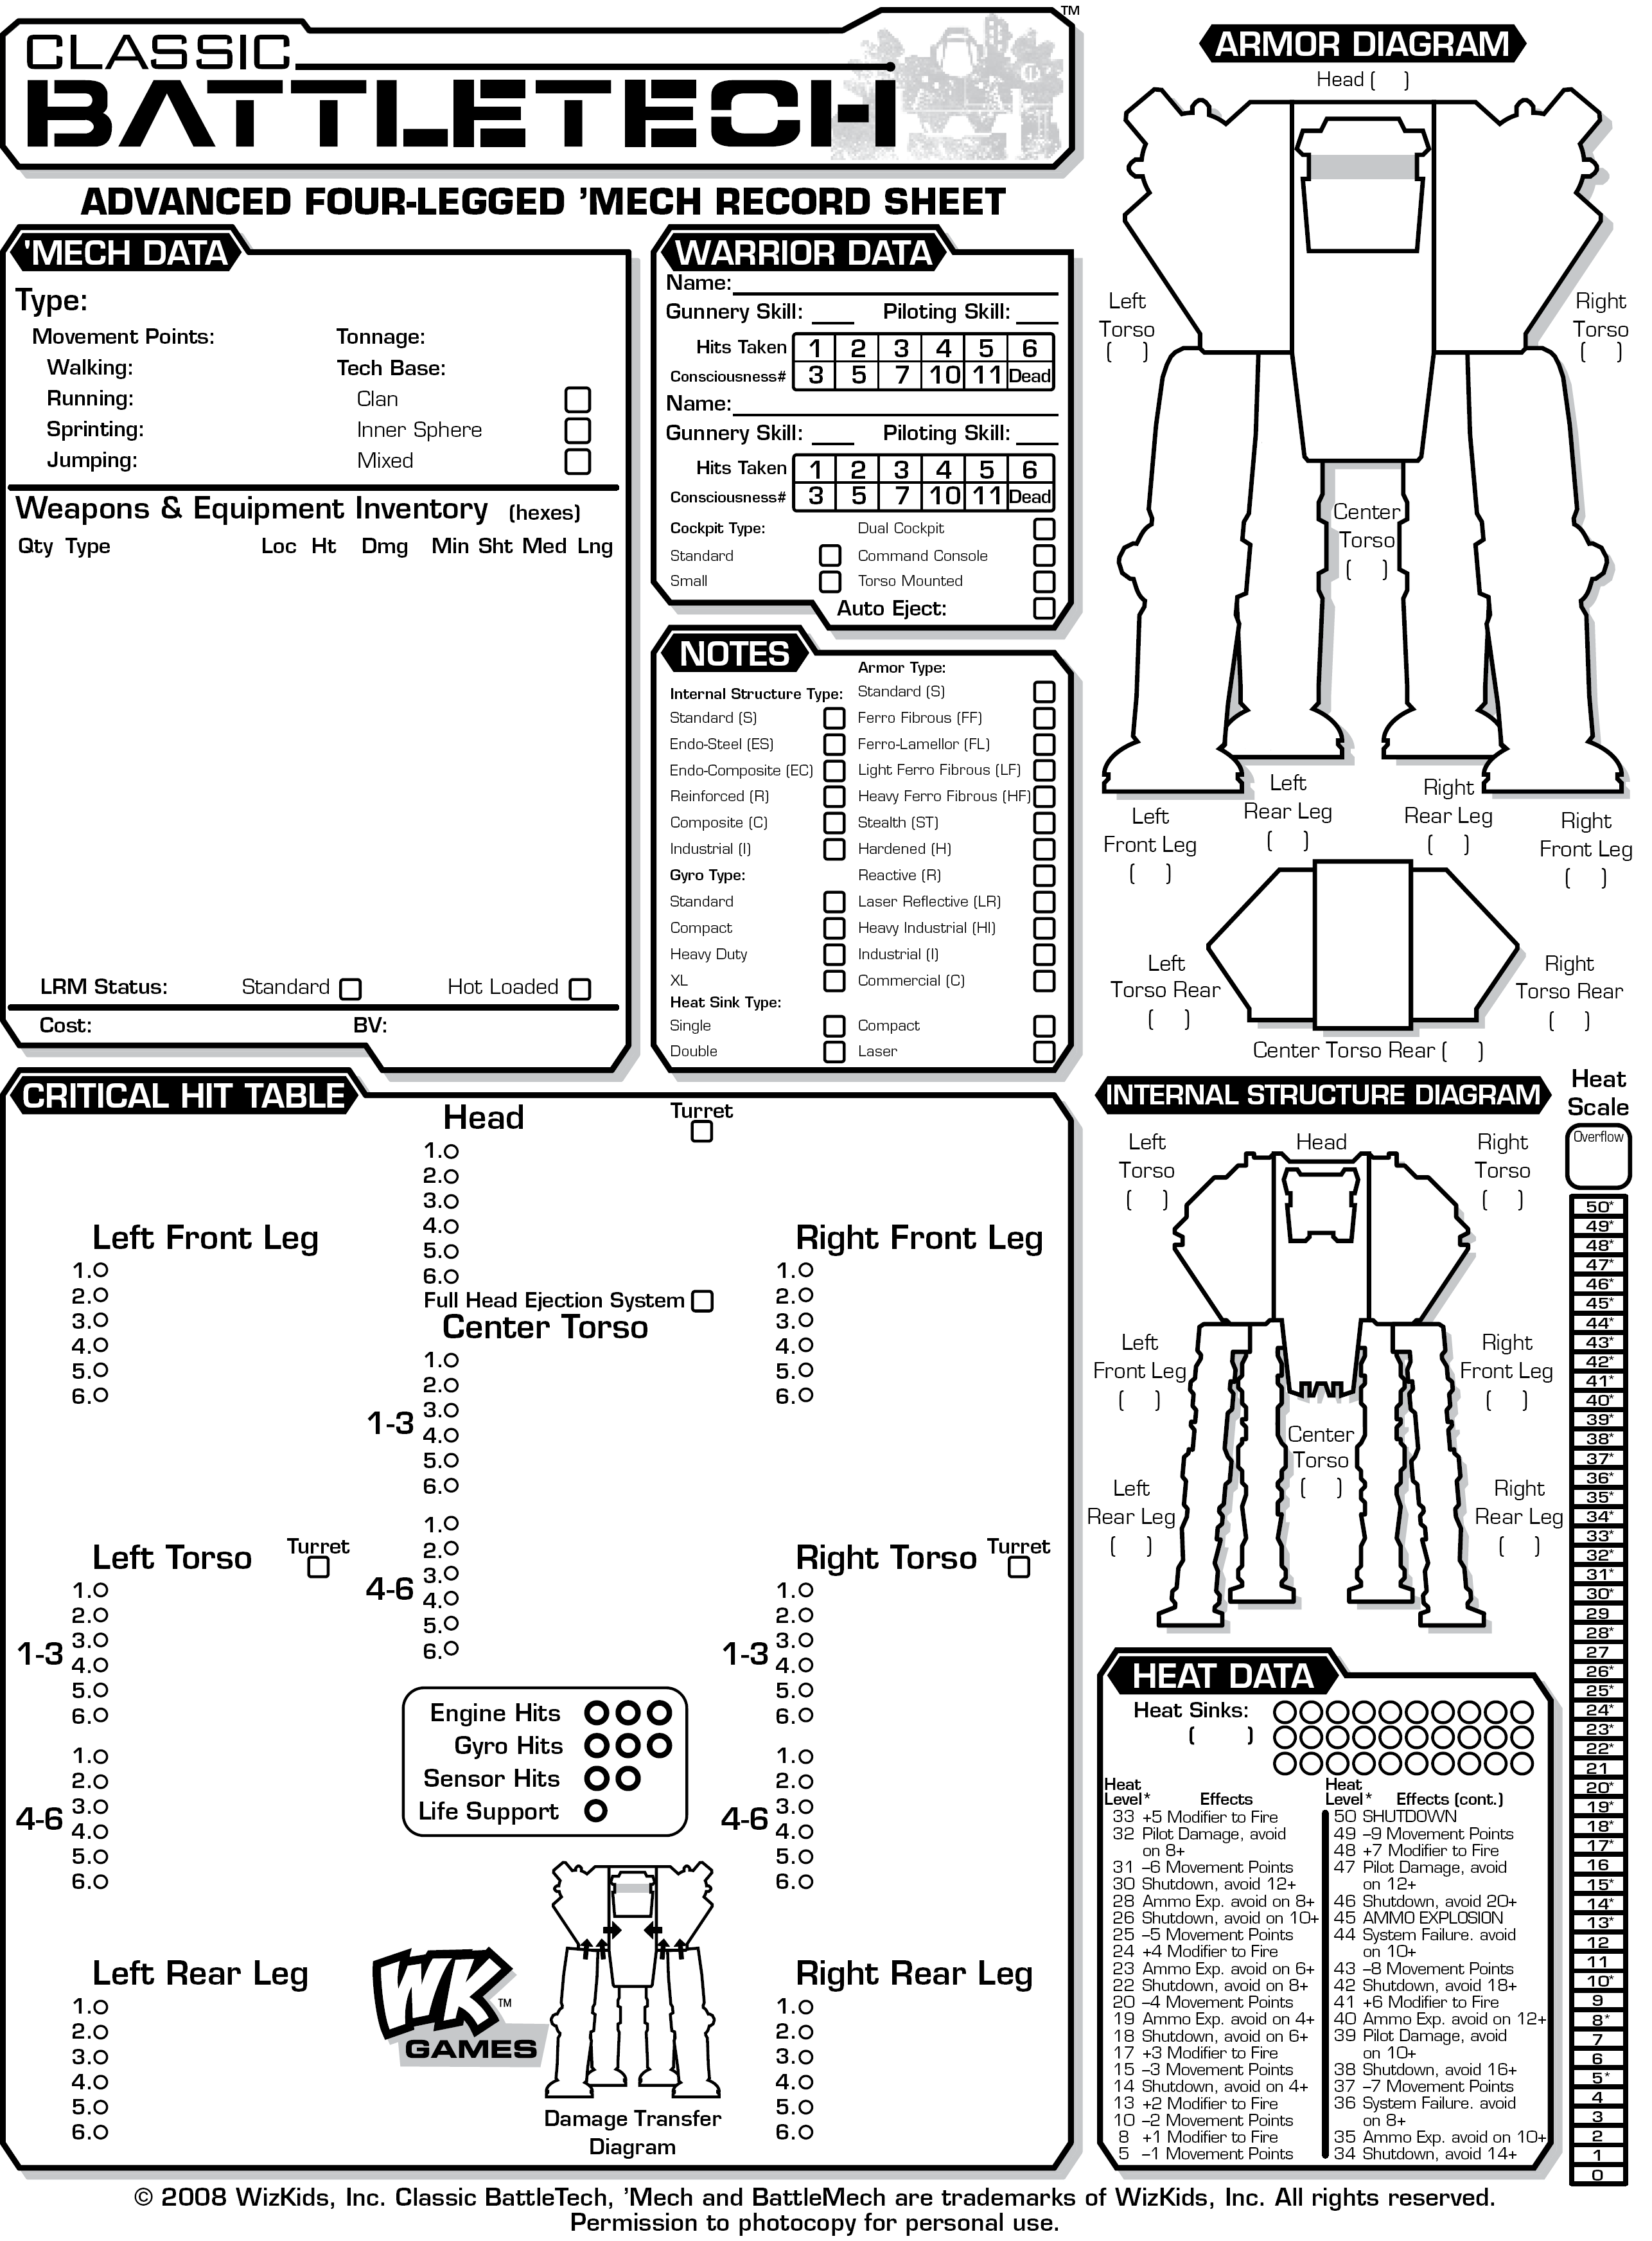 CLASSIC
BATTLETECH
TM
ADVANCED FOUR-LEGGED 'MECH RECORD SHEET
'MECH DATA
Type:
Movement Points: Tonnage:
Walking: Tech Base:
Running: Clan
Sprinting: Inner Sphere
Jumping: Mixed
Weapons & Equipment Inventory (hexes)
Qty Type Loc Ht Dmg Min Sht Med Lng
LRM Status: Standard Hot Loaded
Cost: BV:
WARRIOR DATA
Name:
Gunnery Skill: Piloting Skill:
Hits Taken 1 2 3 4 5 6
Consciousness# 3 5 7 10 11 Dead
Name:
Gunnery Skill: Piloting Skill:
Hits Taken 1 2 3 4 5 6
Consciousness# 3 5 7 10 11 Dead
Cockpit Type: Dual Cockpit
Standard Command Console
Small Torso Mounted
Auto Eject:
NOTES
Armor Type:
Internal Structure Type: Standard (S)
Standard (S) Ferro Fibrous (FF)
Endo-Steel (ES) Ferro-Lamellor (FL)
Endo-Composite (EC) Light Ferro Fibrous (LF)
Reinforced (R) Heavy Ferro Fibrous (HF)
Composite (C) Stealth (ST)
Industrial (I) Hardened (H)
Gyro Type: Reactive (R)
Standard Laser Reflective (LR)
Compact Heavy Industrial (HI)
Heavy Duty Industrial (I)
XL Commercial (C)
Heat Sink Type:
Single Compact
Double Laser
ARMOR DIAGRAM
Head ( )
Left
Torso
( )
Right
Torso
( )
Center
Torso
( )
Left
Rear Leg
( )
Right
Rear Leg
( )
Left
Front Leg
( )
Right
Front Leg
( )
Left
Torso Rear
( )
Right
Torso Rear
( )
Center Torso Rear ( )
CRITICAL HIT TABLE
Head
Turret
1.
2.
3.
4.
5.
6.
Full Head Ejection System
Left Front Leg
1.
2.
3.
4.
5.
6.
Right Front Leg
1.
2.
3.
4.
5.
6.
Center Torso
1-3
1.
2.
3.
4.
5.
6.
4-6
1.
2.
3.
4.
5.
6.
Left Torso Turret
1-3
1.
2.
3.
4.
5.
6.
4-6
1.
2.
3.
4.
5.
6.
Right Torso Turret
1-3
1.
2.
3.
4.
5.
6.
4-6
1.
2.
3.
4.
5.
6.
Engine Hits
Gyro Hits
Sensor Hits
Life Support
Left Rear Leg
1.
2.
3.
4.
5.
6.
WK
TM
GAMES
Damage Transfer
Diagram
Right Rear Leg
1.
2.
3.
4.
5.
6.
INTERNAL STRUCTURE DIAGRAM
Left
Torso
( )
Head
Right
Torso
( )
Left
Front Leg
( )
Right
Front Leg
( )
Center
Torso
( )
Left
Rear Leg
( )
Right
Rear Leg
( )
Heat
Scale
Overflow
50*
49*
48*
47*
46*
45*
44*
43*
42*
41*
40*
39*
38*
37*
36*
35*
34*
33*
32*
31*
30*
29
28*
27
26*
25*
24*
23*
22*
21
20*
19*
18*
17*
16
15*
14*
13*
12
11
10*
9
8*
7
6
5*
4
3
2
1
0
HEAT DATA
Heat Sinks:
( )
Heat
Level* Effects
33 +5 Modifier to Fire
32 Pilot Damage, avoid
on 8+
31 –6 Movement Points
30 Shutdown, avoid 12+
28 Ammo Exp. avoid on 8+
26 Shutdown, avoid on 10+
25 –5 Movement Points
24 +4 Modifier to Fire
23 Ammo Exp. avoid on 6+
22 Shutdown, avoid on 8+
20 –4 Movement Points
19 Ammo Exp. avoid on 4+
18 Shutdown, avoid on 6+
17 +3 Modifier to Fire
15 –3 Movement Points
14 Shutdown, avoid on 4+
13 +2 Modifier to Fire
10 –2 Movement Points
8 +1 Modifier to Fire
5 –1 Movement Points
Heat
Level* Effects (cont.)
50 SHUTDOWN
49 –9 Movement Points
48 +7 Modifier to Fire
47 Pilot Damage, avoid
on 12+
46 Shutdown, avoid 20+
45 AMMO EXPLOSION
44 System Failure. avoid
on 10+
43 –8 Movement Points
42 Shutdown, avoid 18+
41 +6 Modifier to Fire
40 Ammo Exp. avoid on 12+
39 Pilot Damage, avoid
on 10+
38 Shutdown, avoid 16+
37 –7 Movement Points
36 System Failure. avoid
on 8+
35 Ammo Exp. avoid on 10+
34 Shutdown, avoid 14+
© 2008 WizKids, Inc. Classic BattleTech, 'Mech and BattleMech are trademarks of WizKids, Inc. All rights reserved.
Permission to photocopy for personal use.